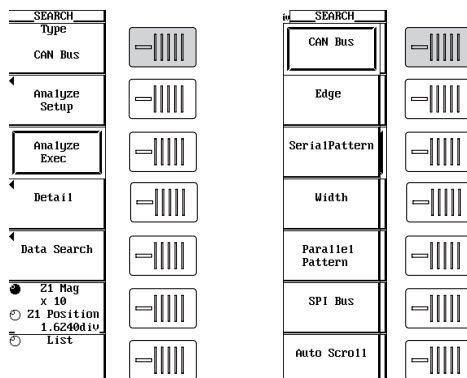 SEARCH
Type
CAN Bus
Analyze
Setup
Analyze
Exec
Detail
Data Search
Z1 Mag
x 10
Z1 Position
1.6240div
List
SEARCH
CAN Bus
Edge
SerialPattern
Width
Parallel
Pattern
SPI Bus
Auto Scroll